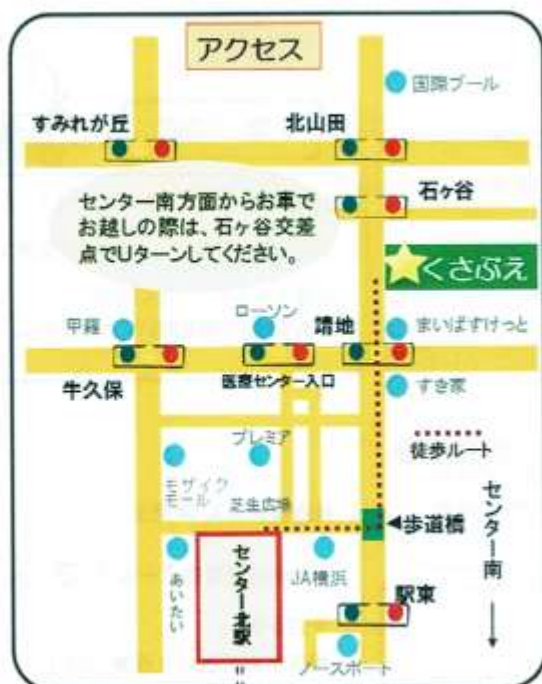 アクセス
国際プール
すみれが丘
北山田
石ヶ谷
センター南方面からお車で
お越しの際は、石ヶ谷交差
点でUターンしてください。
くさぶえ
甲羅
ローソン
請地
まいばすけっと
牛久保
医療センター入口
すき家
プレミア
徒歩ルート
モザイク
モール
芝生広場
センター南
歩道橋
あいたい
センター北駅
JA横浜
駅東
ノースポート